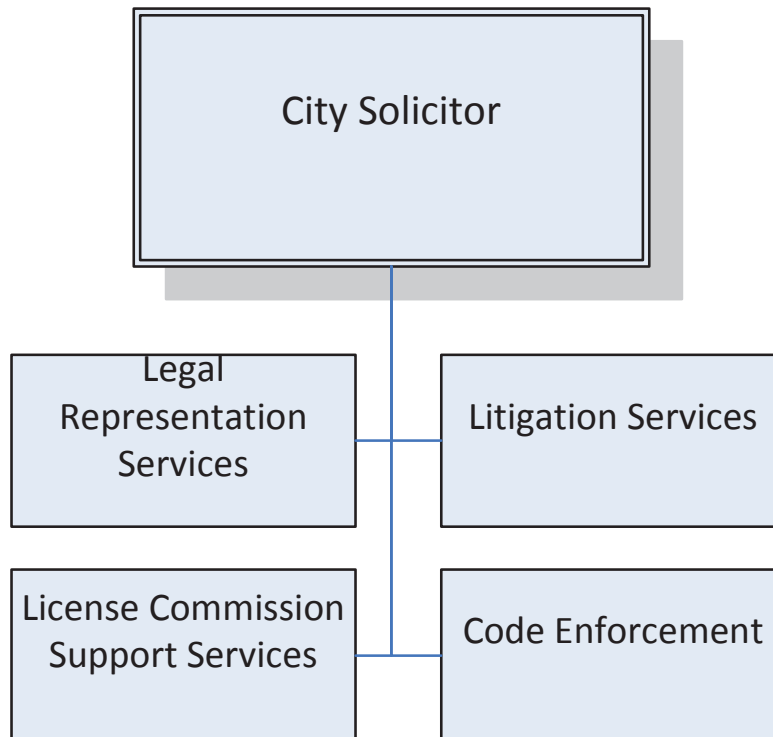 City Solicitor
Legal
Representation
Services
Litigation Services
License Commission
Support Services
Code Enforcement